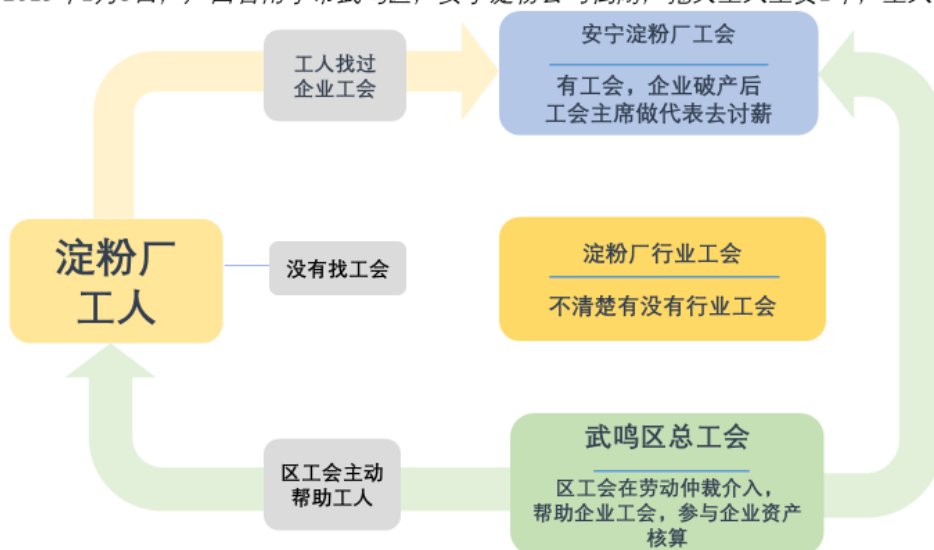 工人找过
企业工会
安宁淀粉厂工会
有工会，企业破产后
工会主席做代表去讨薪
淀粉厂
工人
没有找工会
淀粉厂行业工会
不清楚有没有行业工会
区工会主动
帮助工人
武鸣区总工会
区工会在劳动仲裁介入，
帮助企业工会，参与企业资产
核算